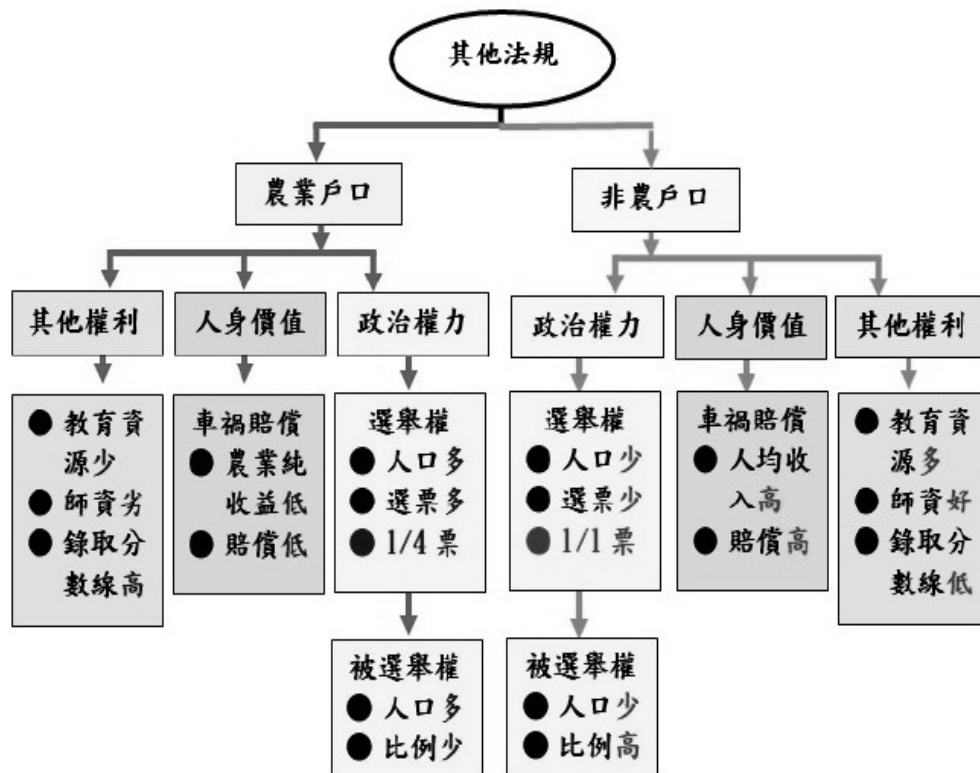 其他法規
農業戶口
非農戶口
其他權利
人身價值
政治權力
政治權力
人身價值
其他權利
● 教育資
源少
● 師資劣
● 錄取分
數線高
車禍賠償
● 農業純
收益低
● 賠償低
選舉權
● 人口多
● 選票多
● 1/4 票
選舉權
● 人口少
● 選票少
● 1/1 票
車禍賠償
● 人均收
入高
● 賠償高
● 教育資
源多
● 師資好
● 錄取分
數線低
被選舉權
● 人口多
● 比例少
被選舉權
● 人口少
● 比例高